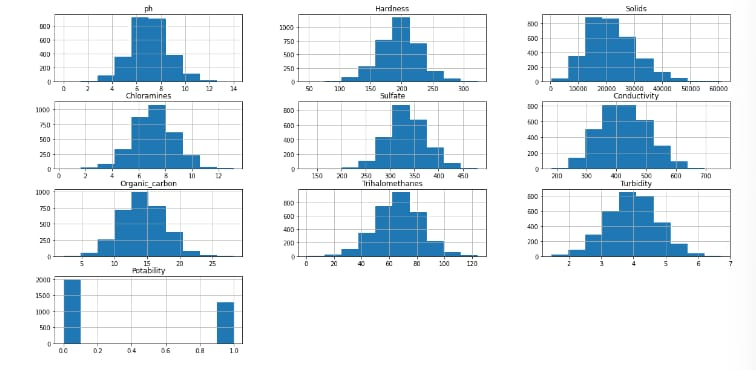 ph
800
600
400
200
0
0 2 4 6 8 10 12 14
Hardness
1000
750
500
250
0
50 100 150 200 250 300
Solids
800
600
400
200
0
0 10000 20000 30000 40000 50000 60000
Chloramines
1000
750
500
250
0
0 2 4 6 8 10 12
Sulfate
800
600
400
200
0
150 200 250 300 350 400 450
Conductivity
800
600
400
200
0
200 300 400 500 600 700
Organic_carbon
1000
750
500
250
0
5 10 15 20 25
Trihalomethanes
800
600
400
200
0
0 20 40 60 80 100 120
Turbidity
800
600
400
200
0
2 3 4 5 6 7
Potability
2000
1500
1000
500
0
0.0 0.2 0.4 0.6 0.8 1.0